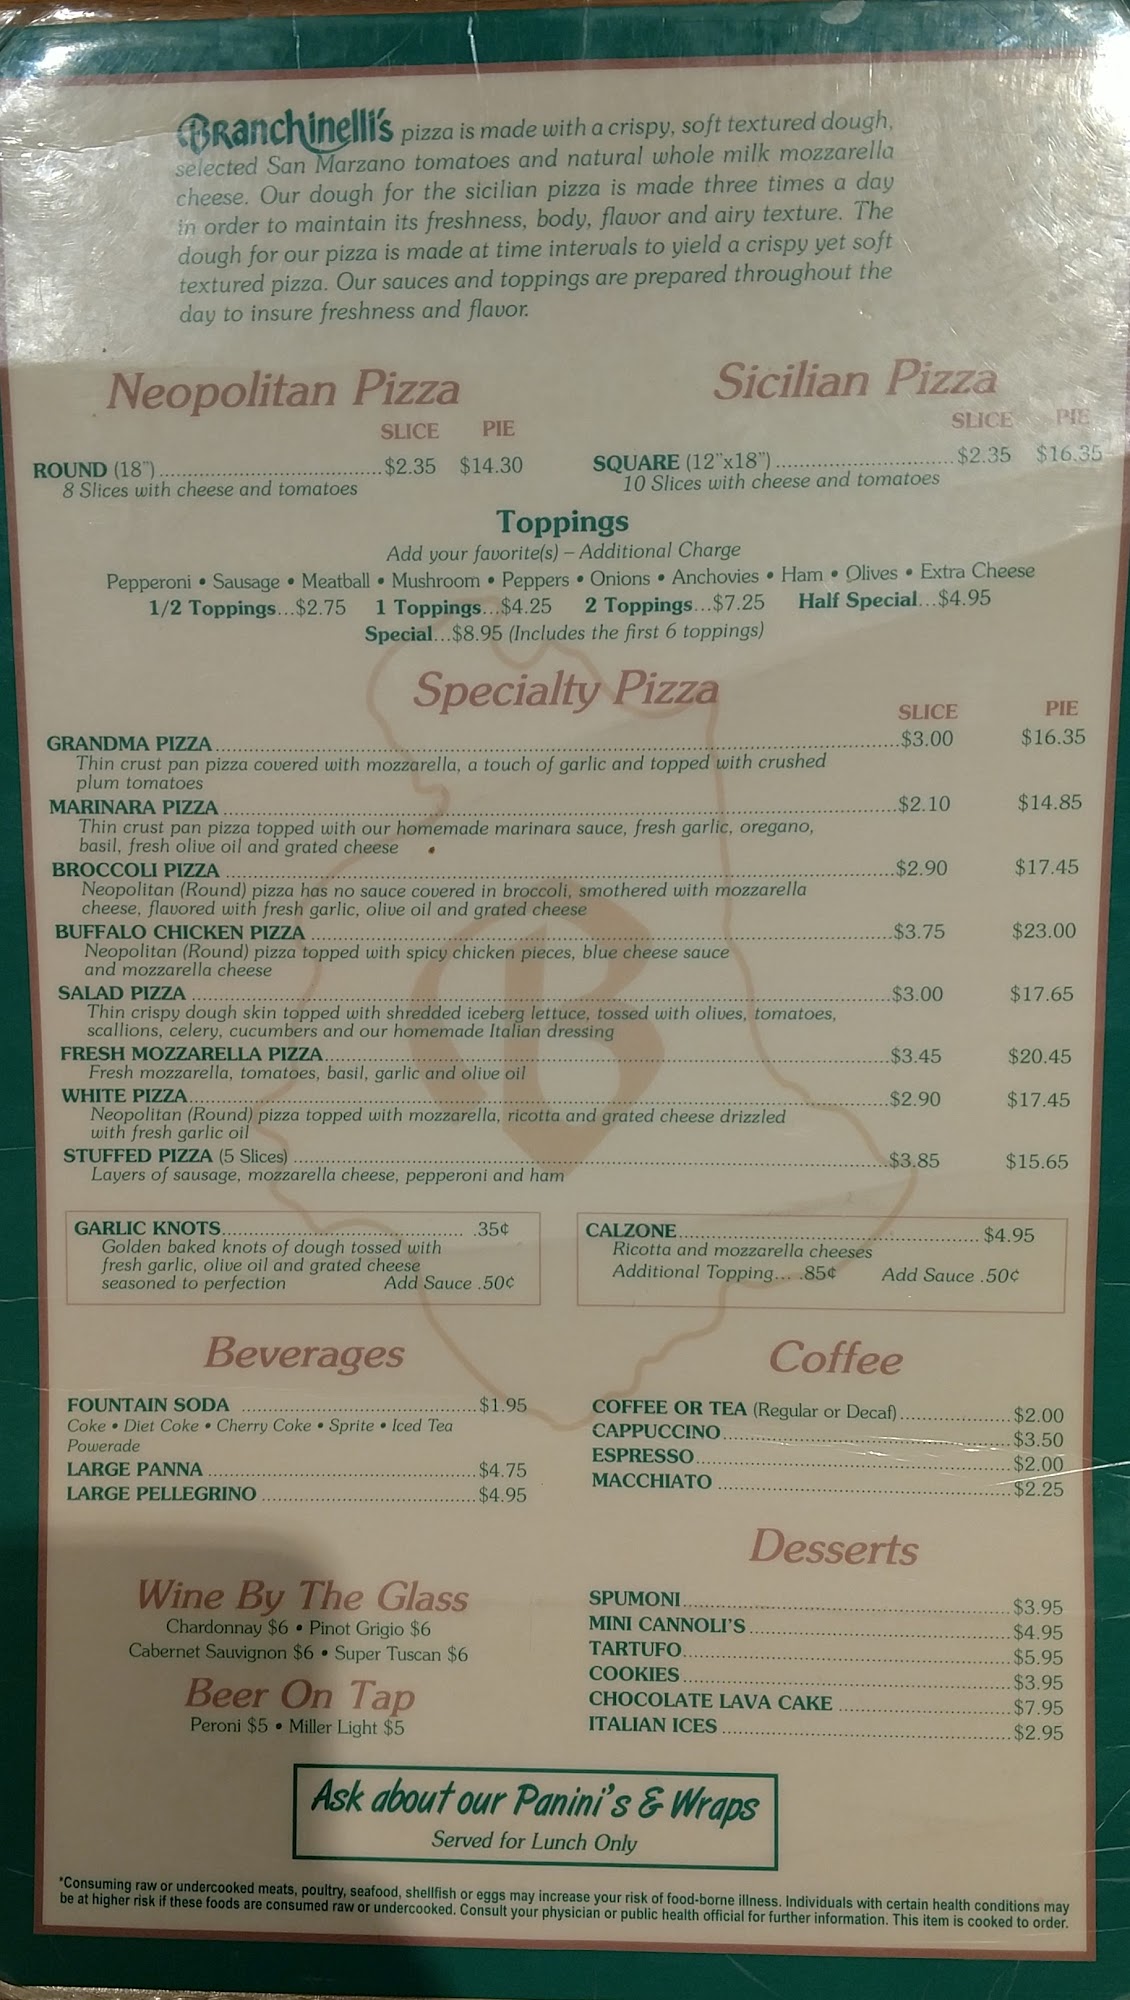 Branchinelli's pizza is made with a crispy, soft textured dough,
selected San Marzano tomatoes and natural whole milk mozzarella
cheese. Our dough for the sicilian pizza is made three times a day
in order to maintain its freshness, body, flavor and airy texture. The
dough for our pizza is made at time intervals to yield a crispy yet soft
textured pizza. Our sauces and toppings are prepared throughout the
day to insure freshness and flavor.
Neopolitan Pizza
SLICE PIE
ROUND (18")................................$2.35 $14.30
8 Slices with cheese and tomatoes
Sicilian Pizza
SLICE PIE
SQUARE (12"x18")..........................$2.35 $16.35
10 Slices with cheese and tomatoes
Toppings
Add your favorite(s) – Additional Charge
Pepperoni • Sausage • Meatball • Mushroom • Peppers • Onions • Anchovies • Ham • Olives • Extra Cheese
1/2 Toppings...$2.75 1 Toppings...$4.25 2 Toppings...$7.25 Half Special...$4.95
Special...$8.95 (Includes the first 6 toppings)
Specialty Pizza
SLICE PIE
GRANDMA PIZZA..........$3.00 $16.35
Thin crust pan pizza covered with mozzarella, a touch of garlic and topped with crushed
plum tomatoes
MARINARA PIZZA..........$2.10 $14.85
Thin crust pan pizza topped with our homemade marinara sauce, fresh garlic, oregano,
basil, fresh olive oil and grated cheese
BROCCOLI PIZZA..........$2.90 $17.45
Neopolitan (Round) pizza has no sauce covered in broccoli, smothered with mozzarella
cheese, flavored with fresh garlic, olive oil and grated cheese
BUFFALO CHICKEN PIZZA..........$3.75 $23.00
Neopolitan (Round) pizza topped with spicy chicken pieces, blue cheese sauce
and mozzarella cheese
SALAD PIZZA..........$3.00 $17.65
Thin crispy dough skin topped with shredded iceberg lettuce, tossed with olives, tomatoes,
scallions, celery, cucumbers and our homemade Italian dressing
FRESH MOZZARELLA PIZZA..........$3.45 $20.45
Fresh mozzarella, tomatoes, basil, garlic and olive oil
WHITE PIZZA..........$2.90 $17.45
Neopolitan (Round) pizza topped with mozzarella, ricotta and grated cheese drizzled
with fresh garlic oil
STUFFED PIZZA (5 Slices)..........$3.85 $15.65
Layers of sausage, mozzarella cheese, pepperoni and ham
B
GARLIC KNOTS.......... .35¢
Golden baked knots of dough tossed with
fresh garlic, olive oil and grated cheese
seasoned to perfection Add Sauce .50¢
CALZONE..........$4.95
Ricotta and mozzarella cheeses
Additional Topping... .85¢ Add Sauce .50¢
Beverages
FOUNTAIN SODA..........$1.95
Coke • Diet Coke • Cherry Coke • Sprite • Iced Tea
Powerade
LARGE PANNA..........$4.75
LARGE PELLEGRINO..........$4.95
Coffee
COFFEE OR TEA (Regular or Decaf)..........$2.00
CAPPUCCINO..........$3.50
ESPRESSO..........$2.00
MACCHIATO..........$2.25
Wine By The Glass
Chardonnay $6 • Pinot Grigio $6
Cabernet Sauvignon $6 • Super Tuscan $6
Beer On Tap
Peroni $5 • Miller Light $5
Desserts
SPUMONI..........$3.95
MINI CANNOLI'S..........$4.95
TARTUFO..........$5.95
COOKIES..........$3.95
CHOCOLATE LAVA CAKE..........$7.95
ITALIAN ICES..........$2.95
Ask about our Panini's & Wraps
Served for Lunch Only
*Consuming raw or undercooked meats, poultry, seafood, shellfish or eggs may increase your risk of food-borne illness. Individuals with certain health conditions may
be at higher risk if these foods are consumed raw or undercooked. Consult your physician or public health official for further information. This item is cooked to order.